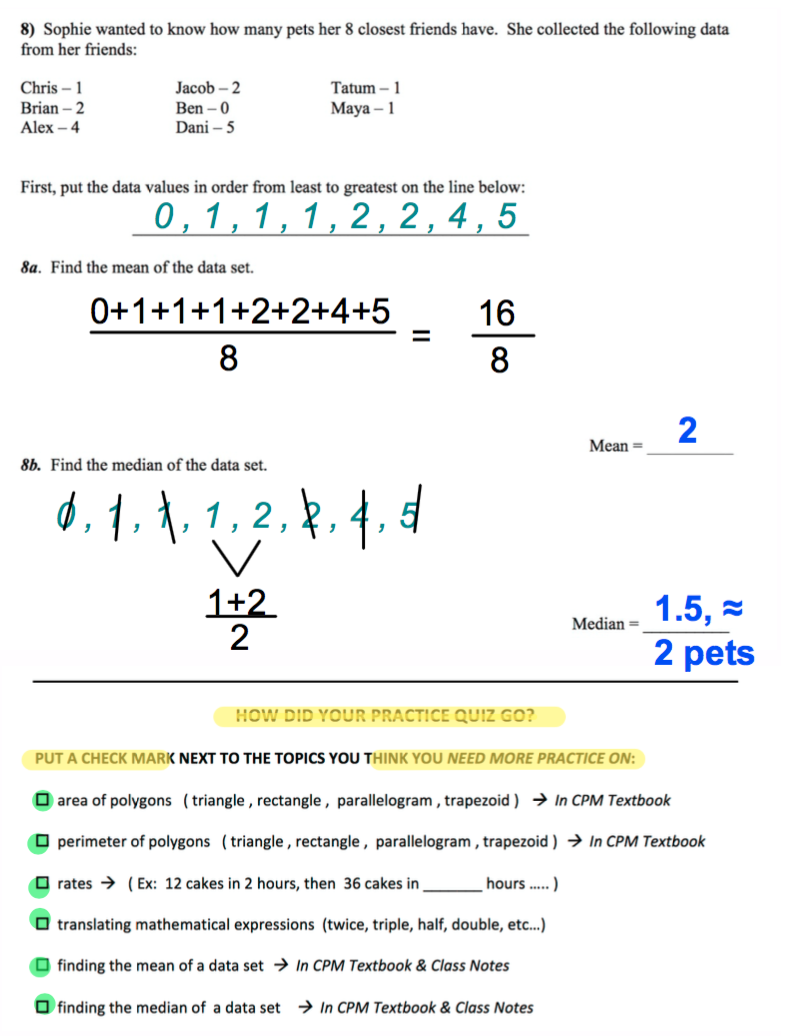 8) Sophie wanted to know how many pets her 8 closest friends have. She collected the following data
from her friends:
Chris – 1 Jacob – 2 Tatum – 1
Brian – 2 Ben – 0 Maya – 1
Alex – 4 Dani – 5
First, put the data values in order from least to greatest on the line below:
0, 1, 1, 1, 2, 2, 4, 5
8a. Find the mean of the data set.
0+1+1+1+2+2+4+5
8
=
16
8
Mean = 2
8b. Find the median of the data set.
0, 1, 1, 1, 2, 2, 4, 5
1+2
2
Median = 1.5, ≈
2 pets
HOW DID YOUR PRACTICE QUIZ GO?
PUT A CHECK MARK NEXT TO THE TOPICS YOU THINK YOU NEED MORE PRACTICE ON:
area of polygons ( triangle , rectangle , parallelogram , trapezoid ) → In CPM Textbook
perimeter of polygons ( triangle , rectangle , parallelogram , trapezoid ) → In CPM Textbook
rates → ( Ex: 12 cakes in 2 hours, then 36 cakes in _______ hours ..... )
translating mathematical expressions (twice, triple, half, double, etc...)
finding the mean of a data set → In CPM Textbook & Class Notes
finding the median of a data set → In CPM Textbook & Class Notes